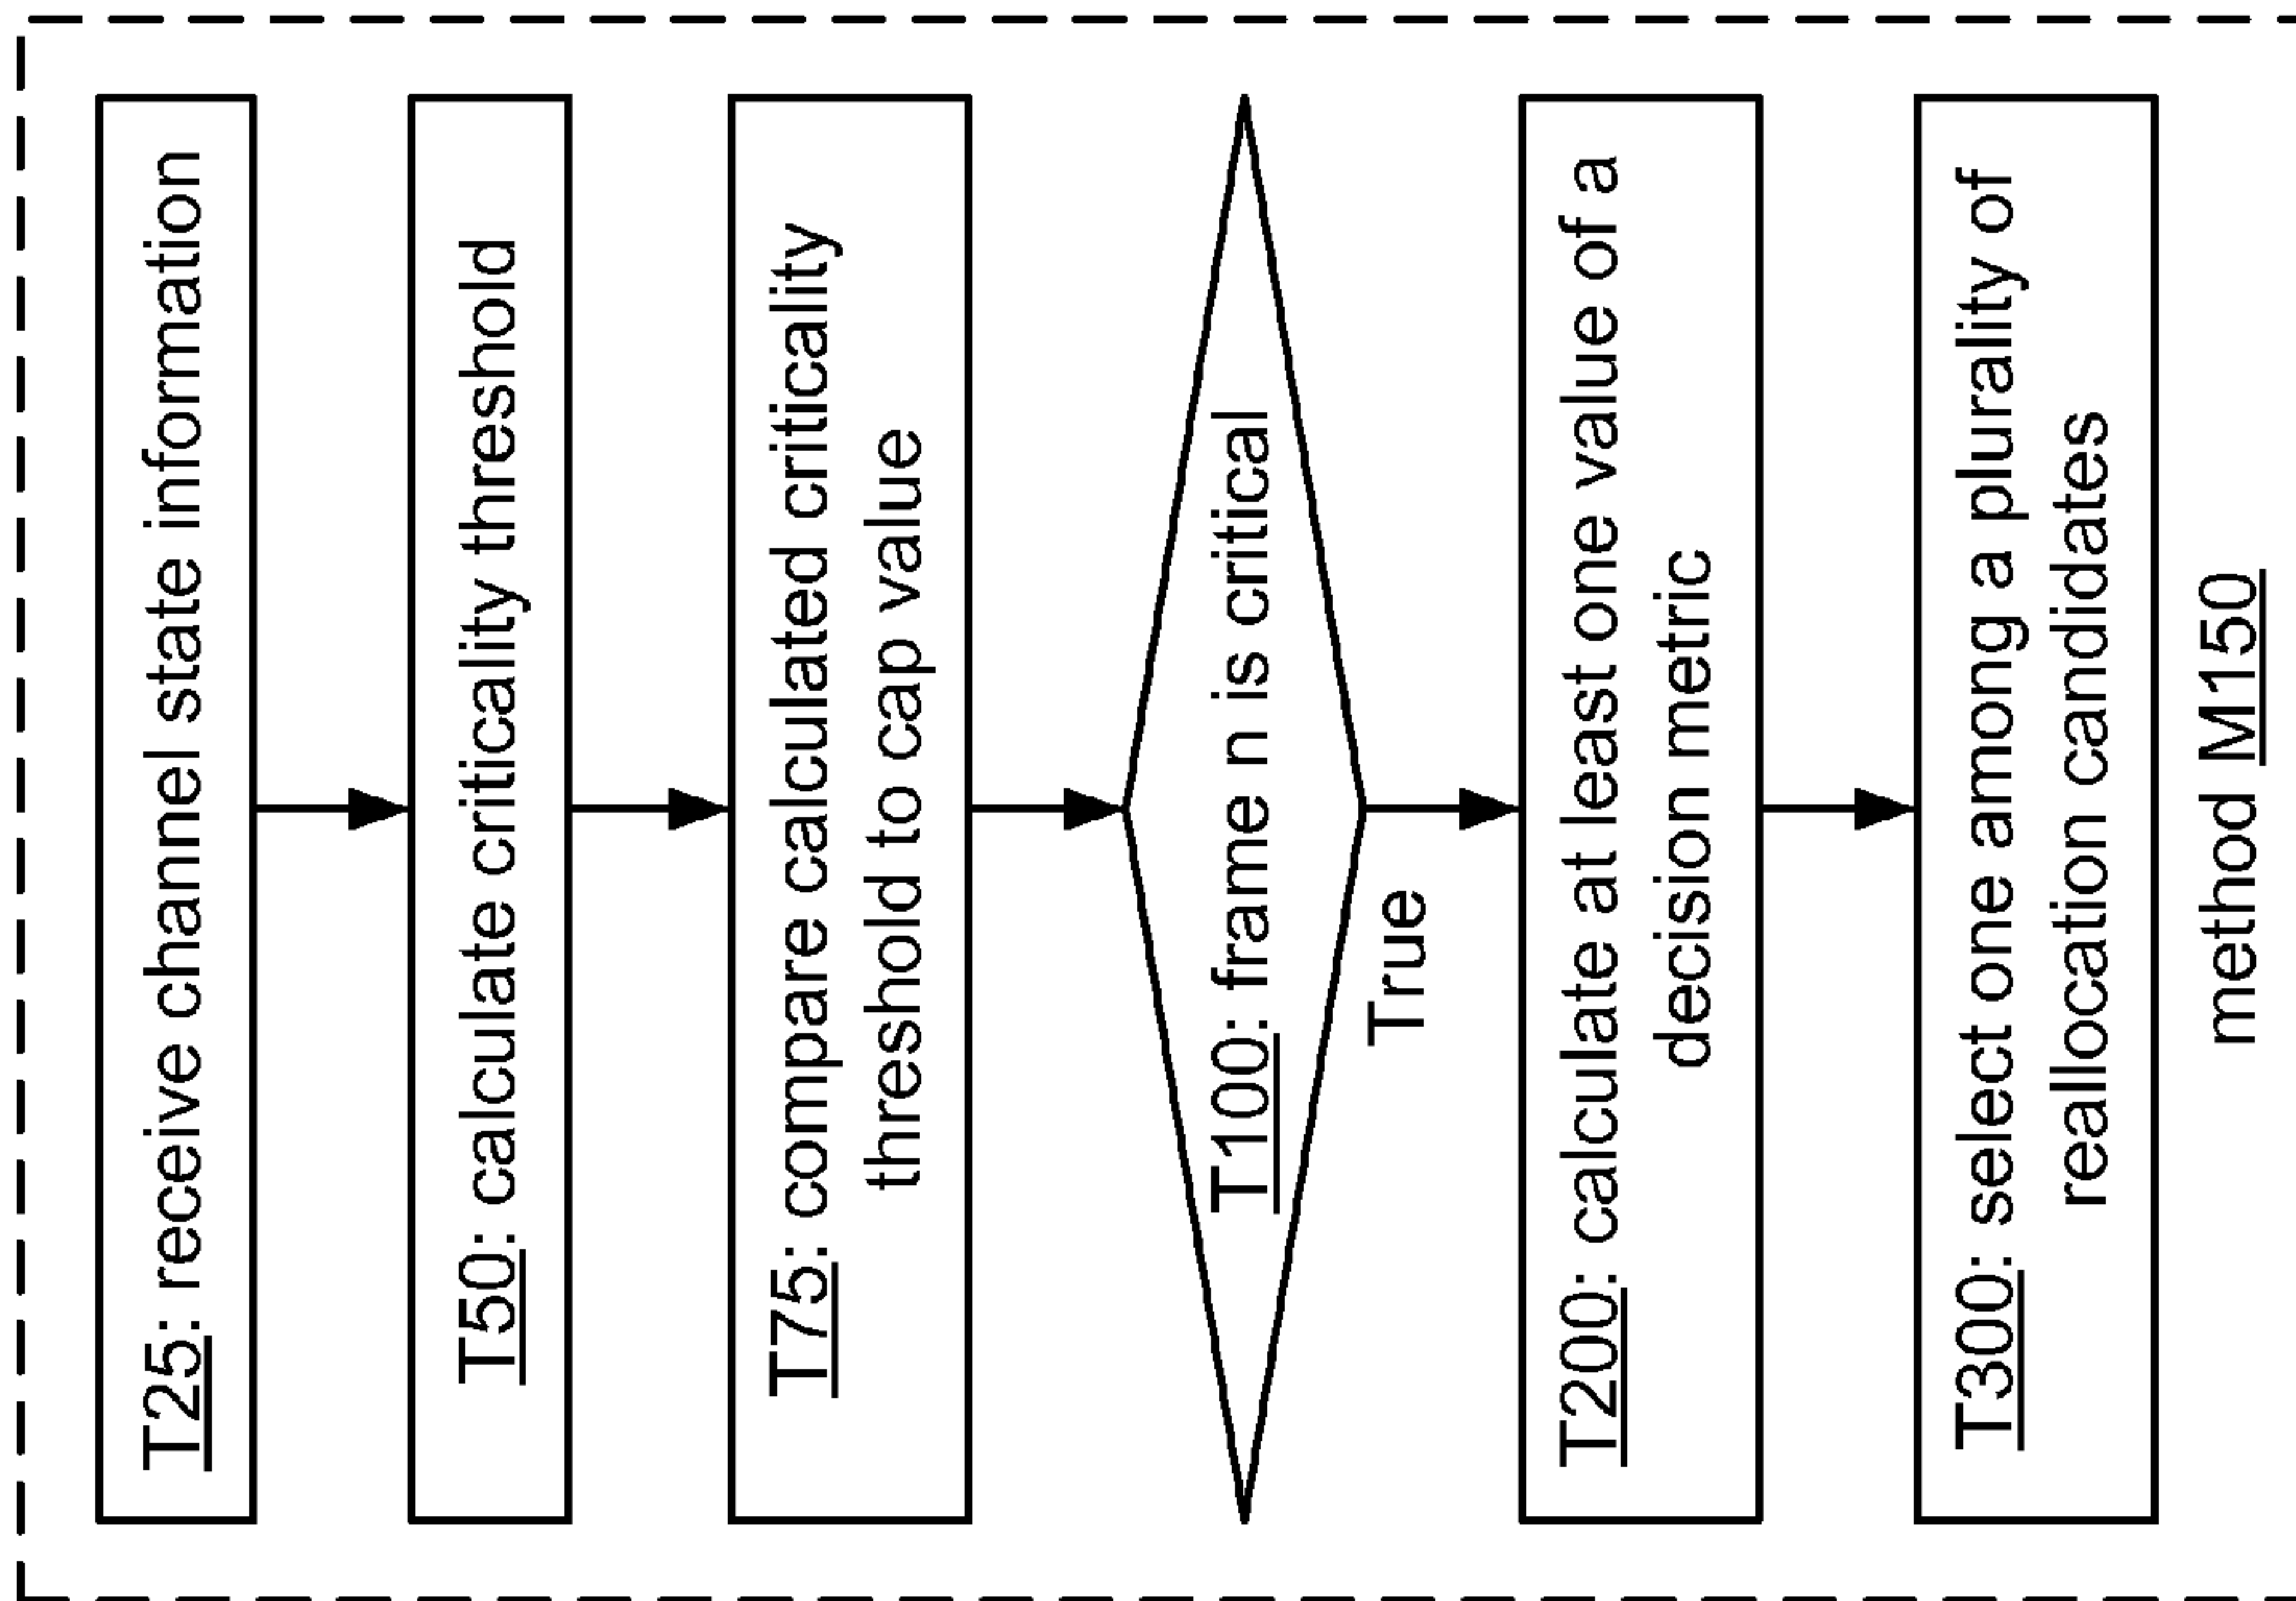 T25: receive channel state information
T50: calculate criticality threshold
T75: compare calculated criticality
threshold to cap value
T100: frame n is critical
True
T200: calculate at least one value of a
decision metric
T300: select one among a plurality of
reallocation candidates
method M150